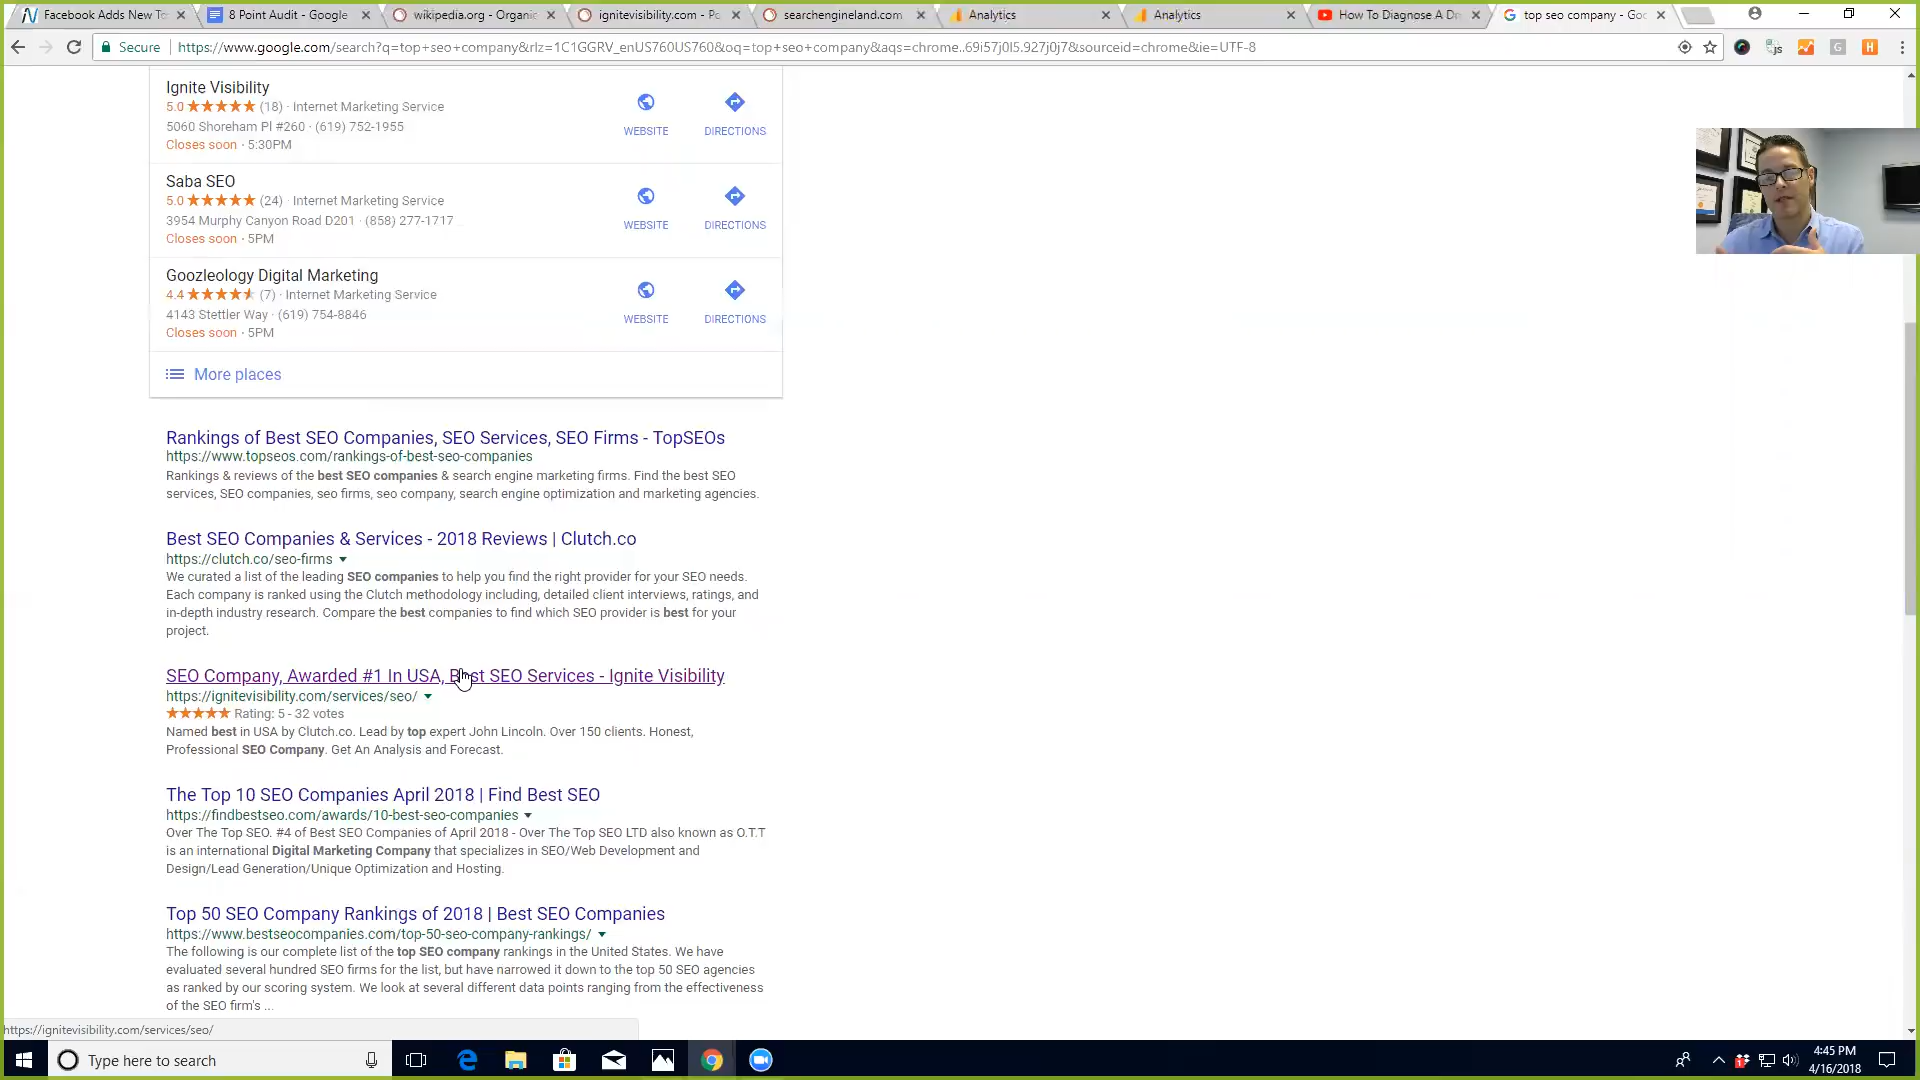 Facebook Adds New To
8 Point Audit - Google
wikipedia.org - Organic
ignitevisibility.com - Po
searchengineland.com
Analytics
Analytics
How To Diagnose A Dr
top seo company - Goo
Secure
https://www.google.com/search?q=top+seo+company&rlz=1C1GGRV_enUS760US760&oq=top+seo+company&aqs=chrome..69i57j0l5.927j0j7&sourceid=chrome&ie=UTF-8
Ignite Visibility
5.0 (18) · Internet Marketing Service
5060 Shoreham Pl #260 · (619) 752-1955
Closes soon · 5:30PM
WEBSITE
DIRECTIONS
Saba SEO
5.0 (24) · Internet Marketing Service
3954 Murphy Canyon Road D201 · (858) 277-1717
Closes soon · 5PM
WEBSITE
DIRECTIONS
Goozleology Digital Marketing
4.4 (7) · Internet Marketing Service
4143 Stettler Way · (619) 754-8846
Closes soon · 5PM
WEBSITE
DIRECTIONS
More places
Rankings of Best SEO Companies, SEO Services, SEO Firms - TopSEOs
https://www.topseos.com/rankings-of-best-seo-companies
Rankings & reviews of the best SEO companies & search engine marketing firms. Find the best SEO
services, SEO companies, seo firms, seo company, search engine optimization and marketing agencies.
Best SEO Companies & Services - 2018 Reviews | Clutch.co
https://clutch.co/seo-firms
We curated a list of the leading SEO companies to help you find the right provider for your SEO needs.
Each company is ranked using the Clutch methodology including, detailed client interviews, ratings, and
in-depth industry research. Compare the best companies to find which SEO provider is best for your
project.
SEO Company, Awarded #1 In USA, Best SEO Services - Ignite Visibility
https://ignitevisibility.com/services/seo/
Rating: 5 - 32 votes
Named best in USA by Clutch.co. Lead by top expert John Lincoln. Over 150 clients. Honest,
Professional SEO Company. Get An Analysis and Forecast.
The Top 10 SEO Companies April 2018 | Find Best SEO
https://findbestseo.com/awards/10-best-seo-companies
Over The Top SEO. #4 of Best SEO Companies of April 2018 - Over The Top SEO LTD also known as O.T.T
is an international Digital Marketing Company that specializes in SEO/Web Development and
Design/Lead Generation/Unique Optimization and Hosting.
Top 50 SEO Company Rankings of 2018 | Best SEO Companies
https://www.bestseocompanies.com/top-50-seo-company-rankings/
The following is our complete list of the top SEO company rankings in the United States. We have
evaluated several hundred SEO firms for the list, but have narrowed it down to the top 50 SEO agencies
as ranked by our scoring system. We look at several different data points ranging from the effectiveness
of the SEO firm's ...
https://ignitevisibility.com/services/seo/
Type here to search
4:45 PM
4/16/2018